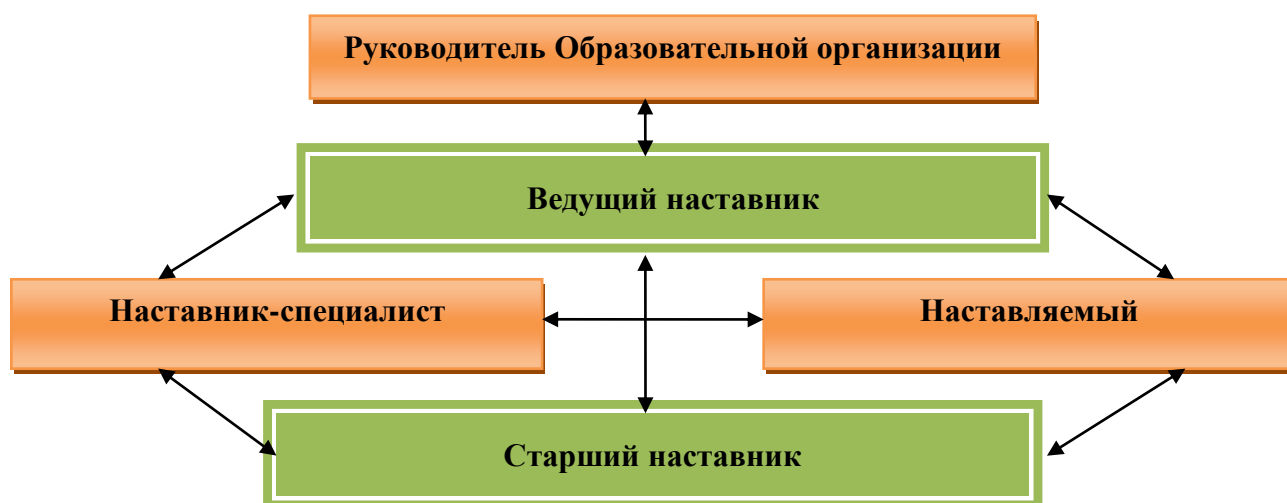 Руководитель Образовательной организации
Ведущий наставник
Наставник-специалист
Наставляемый
Старший наставник